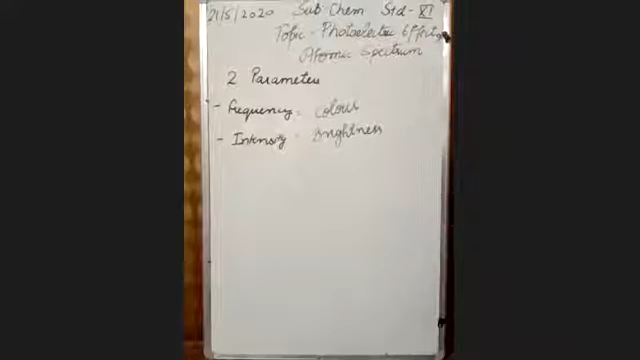 21/5/2020 Sub-Chem Std-XI
Topic - Photoelectric Effect,
Atomic Spectrum
2 Parameters
- Frequency - Colour
- Intensity - Brightness